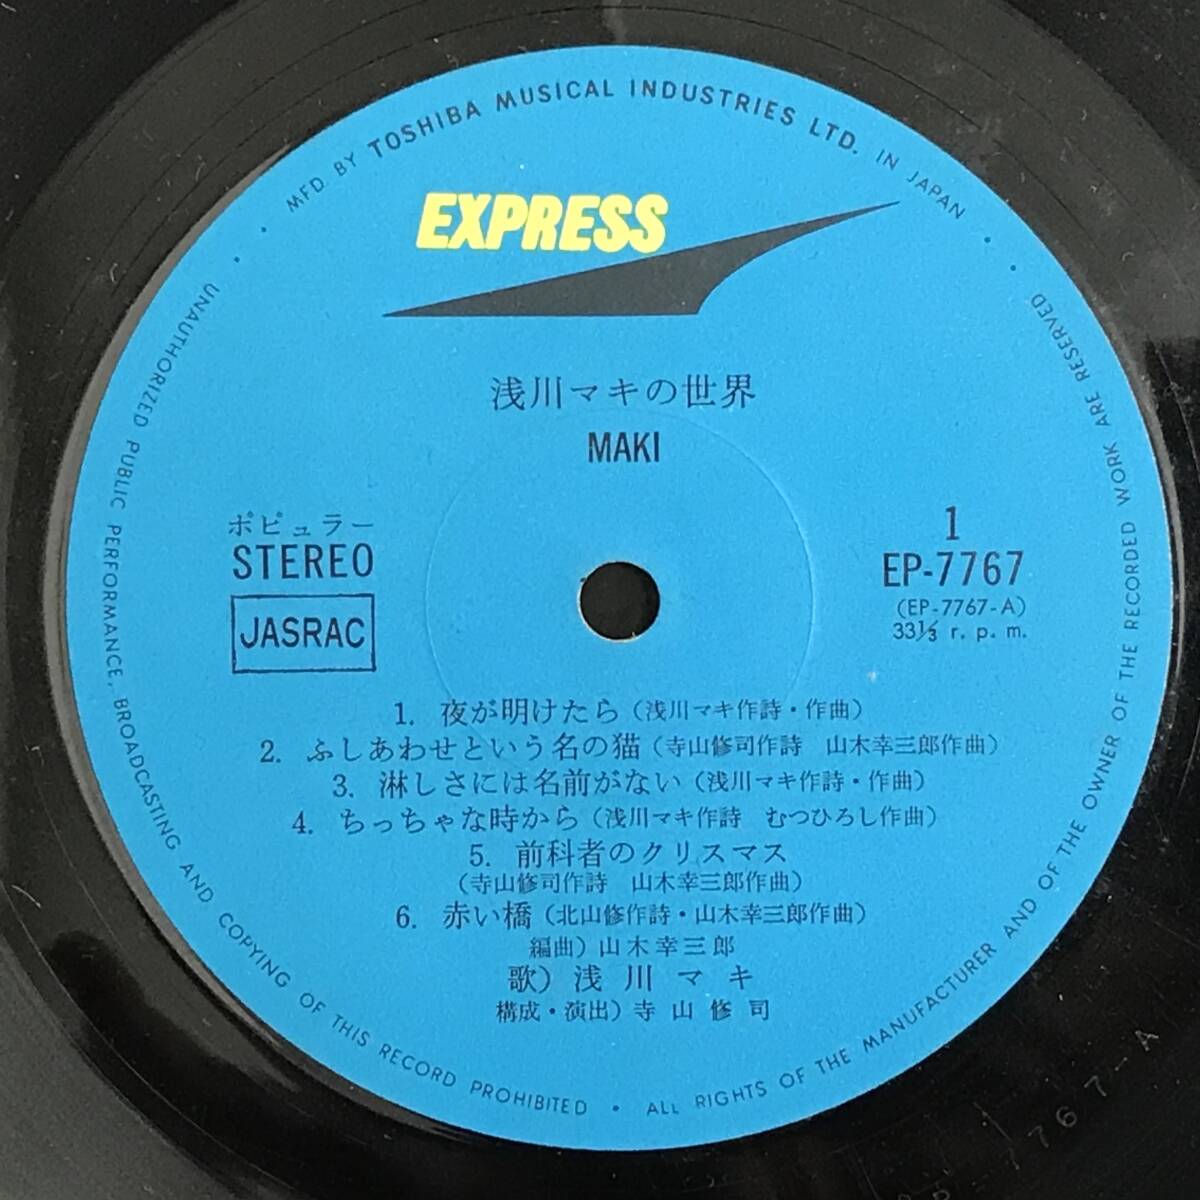 MFD BY TOSHIBA MUSICAL INDUSTRIES LTD. IN JAPAN
EXPRESS
浅川マキの世界
MAKI
ポピュラー
STEREO
JASRAC
1
EP-7767
(EP-7767-A)
33⅓ r. p. m.
1. 夜が明けたら (浅川マキ作詩・作曲)
2. ふしあわせという名の猫 (寺山修司作詩 山木幸三郎作曲)
3. 淋しさには名前がない (浅川マキ作詩・作曲)
4. ちっちゃな時から (浅川マキ作詩 むつひろし作曲)
5. 前科者のクリスマス
(寺山修司作詩 山木幸三郎作曲)
6. 赤い橋 (北山修作詩・山木幸三郎作曲)
編曲) 山木幸三郎
歌) 浅川マキ
構成・演出) 寺山修司
UNAUTHORIZED PUBLIC PERFORMANCE, BROADCASTING AND COPYING OF THIS RECORD PROHIBITED • ALL RIGHTS OF THE MANUFACTURER AND OF THE OWNER OF THE RECORDED WORK ARE RESERVED
7767-A